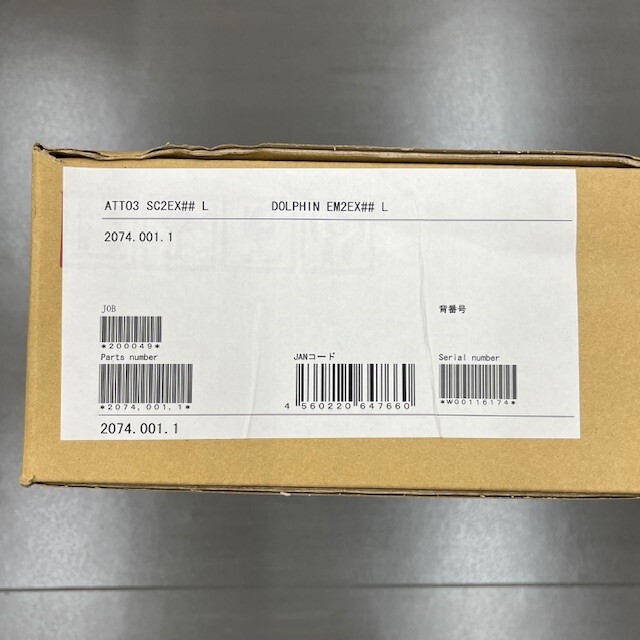 ATTO3 SC2EX## L DOLPHIN EM2EX## L
2074.001.1
JOB 背番号
*200049*
Parts number JANコード Serial number
*2074.001.1* 4 560220 647660 *W00116174*
2074.001.1